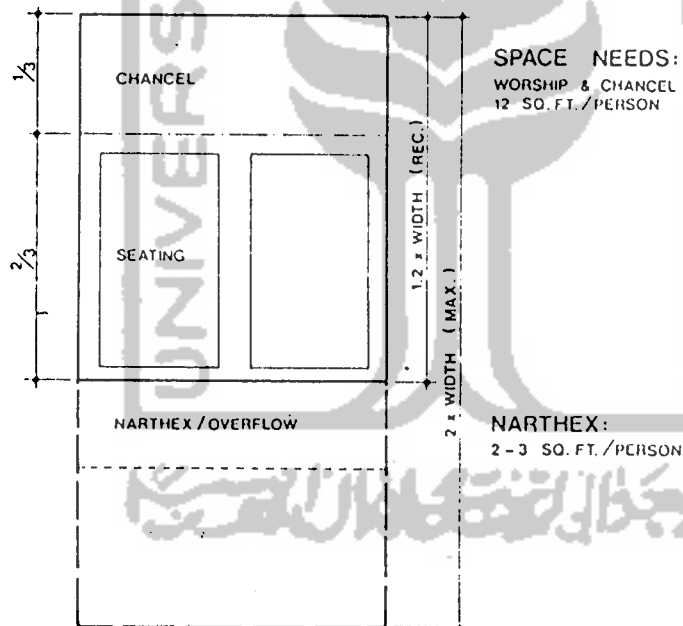 1/3
CHANCEL
SPACE NEEDS:
WORSHIP & CHANCEL
12 SQ.FT./PERSON
1.2 x WIDTH (REC.)
2/3
SEATING
2 x WIDTH (MAX.)
NARTHEX/OVERFLOW
NARTHEX:
2-3 SQ.FT./PERSON
UNIVERS